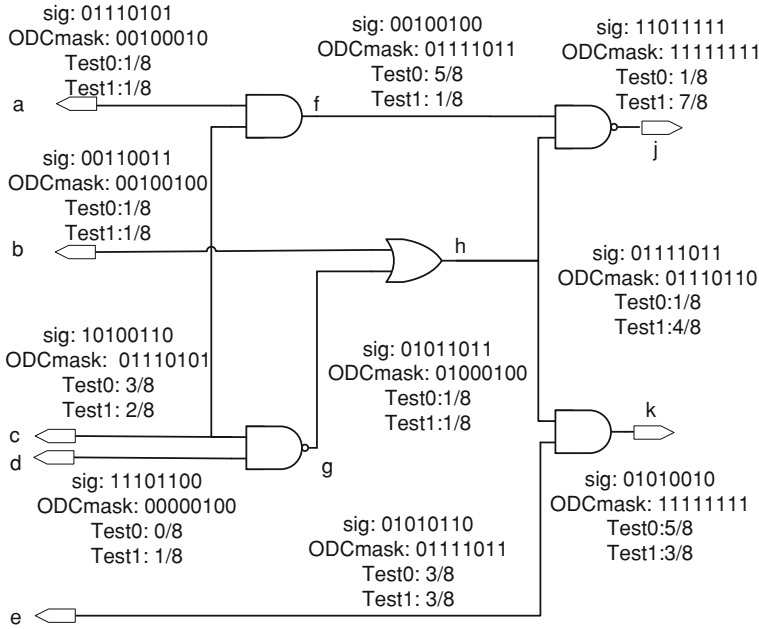 sig: 01110101
ODCmask: 00100010
Test0:1/8
Test1:1/8
a
sig: 00100100
ODCmask: 01111011
Test0: 5/8
Test1: 1/8
f
sig: 11011111
ODCmask: 11111111
Test0: 1/8
Test1: 7/8
j
sig: 00110011
ODCmask: 00100100
Test0:1/8
Test1:1/8
b
h
sig: 01111011
ODCmask: 01110110
Test0:1/8
Test1:4/8
sig: 10100110
ODCmask: 01110101
Test0: 3/8
Test1: 2/8
c
d
sig: 01011011
ODCmask: 01000100
Test0:1/8
Test1:1/8
g
k
sig: 11101100
ODCmask: 00000100
Test0: 0/8
Test1: 1/8
sig: 01010110
ODCmask: 01111011
Test0: 3/8
Test1: 3/8
sig: 01010010
ODCmask: 11111111
Test0:5/8
Test1:3/8
e